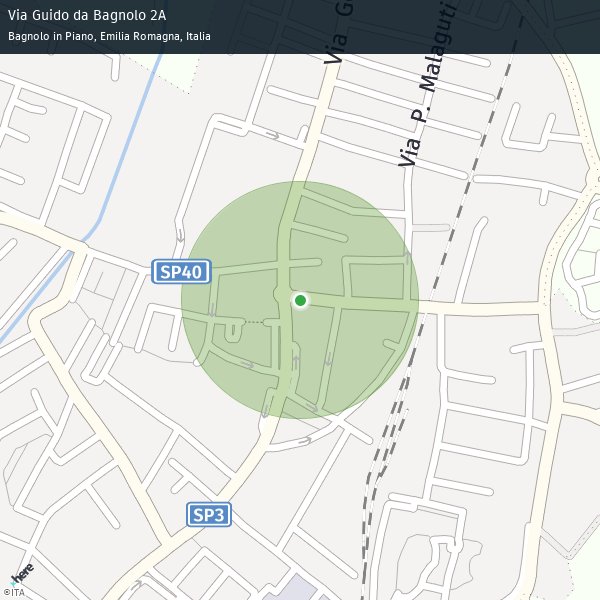 Via Guido da Bagnolo 2A
Bagnolo in Piano, Emilia Romagna, Italia
Via G
Via P. Malaguti
SP40
SP3
here
©ITA